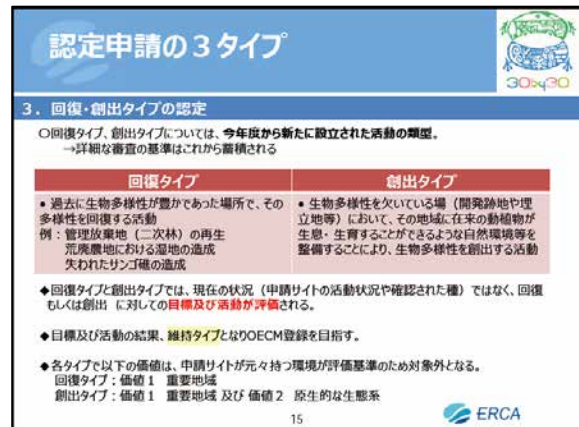 認定申請の3タイプ
30by30
3．回復・創出タイプの認定
○回復タイプ、創出タイプについては、今年度から新たに設立された活動の類型。
→詳細な審査の基準はこれから蓄積される
回復タイプ
創出タイプ
• 過去に生物多様性が豊かであった場所で、その
多様性を回復する活動
例：管理放棄地（二次林）の再生
荒廃農地における湿地の造成
失われたサンゴ礁の造成
• 生物多様性を欠いている場（開発跡地や埋
立地等）において、その地域に在来の動植物が
生息・生育することができるような自然環境等を
整備することにより、生物多様性を創出する活動
◆回復タイプと創出タイプでは、現在の状況（申請サイトの活動状況や確認された種）ではなく、回復
もしくは創出 に対しての目標及び活動が評価される。
◆目標及び活動の結果、維持タイプとなりOECM登録を目指す。
◆各タイプで以下の価値は、申請サイトが元々持つ環境が評価基準のため対象外となる。
回復タイプ：価値1 重要地域
創出タイプ：価値1 重要地域 及び 価値2 原生的な生態系
15
ERCA